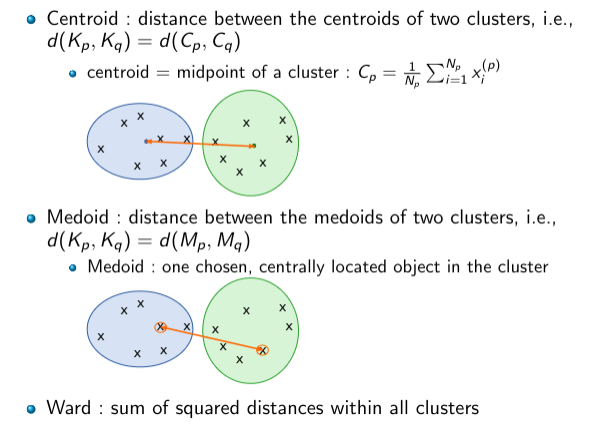 Centroid : distance between the centroids of two clusters, i.e.,
d(K_p, K_q) = d(C_p, C_q)
centroid = midpoint of a cluster : C_p = \frac{1}{N_p} \sum_{i=1}^{N_p} x_i^{(p)}
Medoid : distance between the medoids of two clusters, i.e.,
d(K_p, K_q) = d(M_p, M_q)
Medoid : one chosen, centrally located object in the cluster
Ward : sum of squared distances within all clusters